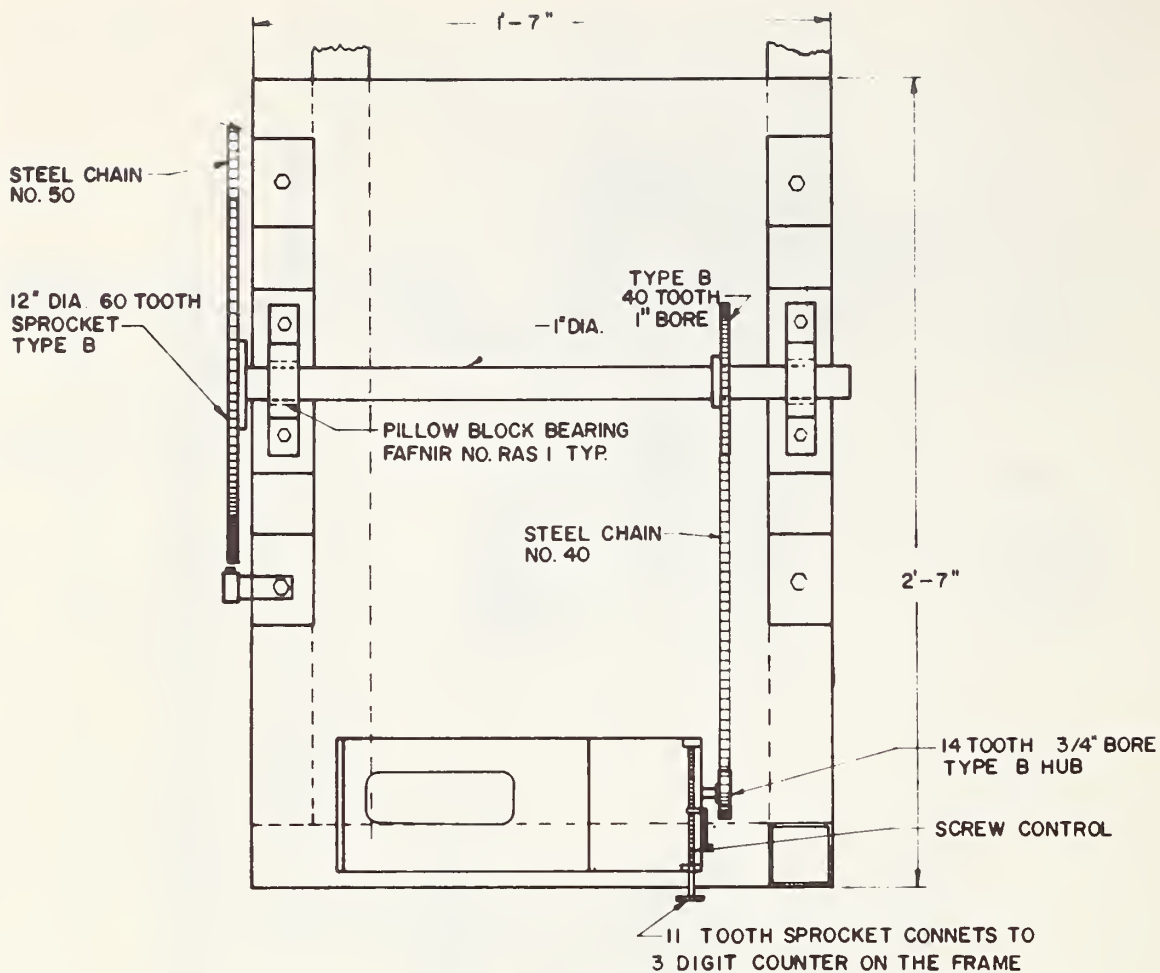 1'-7"
STEEL CHAIN
NO. 50
12" DIA. 60 TOOTH
SPROCKET
TYPE B
TYPE B
40 TOOTH
1" BORE
1" DIA.
PILLOW BLOCK BEARING
FAFNIR NO. RAS 1 TYP.
STEEL CHAIN
NO. 40
2'-7"
14 TOOTH 3/4" BORE
TYPE B HUB
SCREW CONTROL
11 TOOTH SPROCKET CONNETS TO
3 DIGIT COUNTER ON THE FRAME